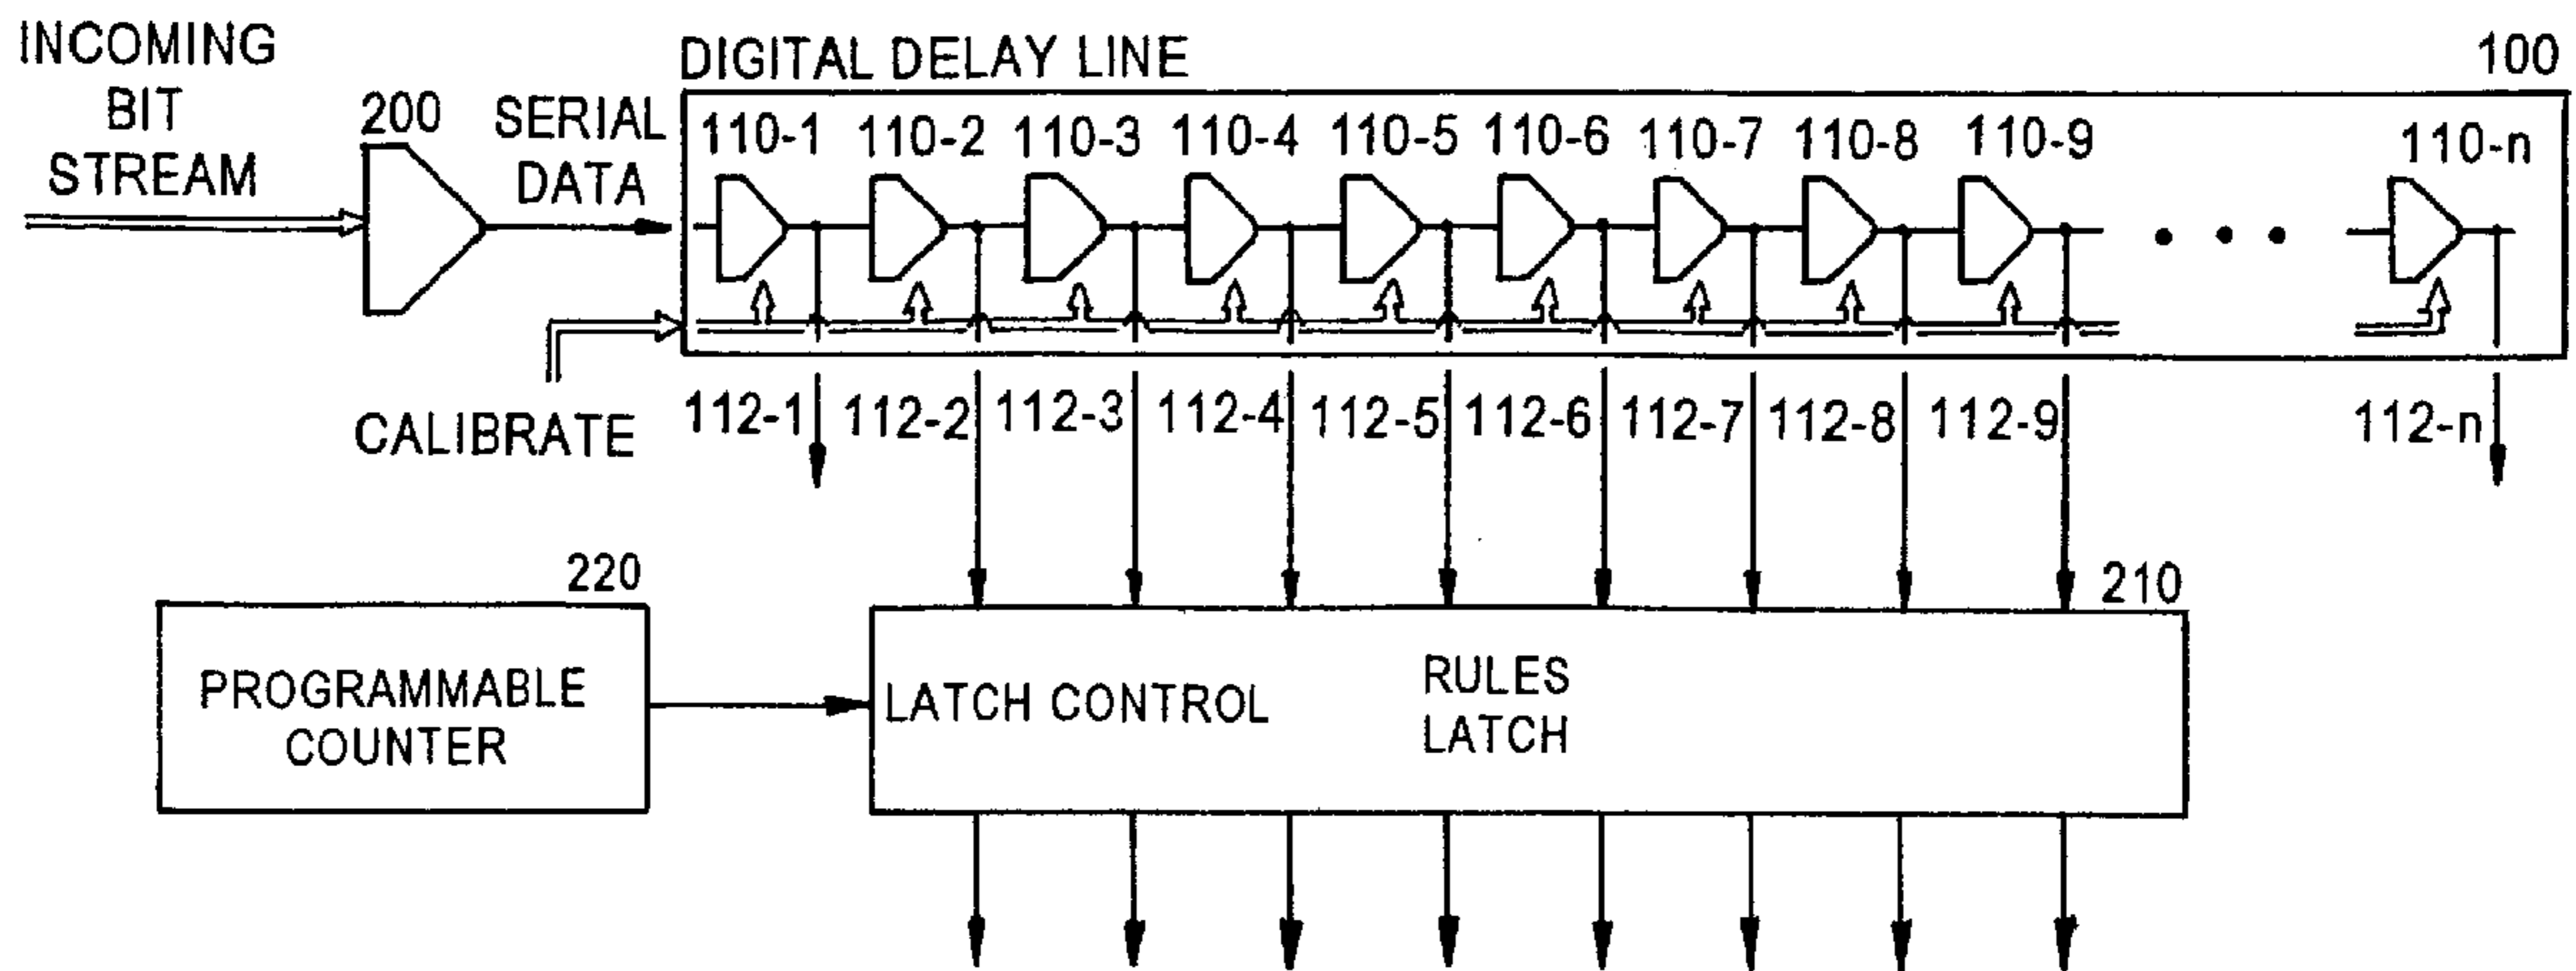 INCOMING
BIT
STREAM
200
SERIAL
DATA
DIGITAL DELAY LINE
100
110-1 110-2 110-3 110-4 110-5 110-6 110-7 110-8 110-9 110-n
CALIBRATE
112-1 112-2 112-3 112-4 112-5 112-6 112-7 112-8 112-9 112-n
220
PROGRAMMABLE
COUNTER
210
LATCH CONTROL
RULES
LATCH